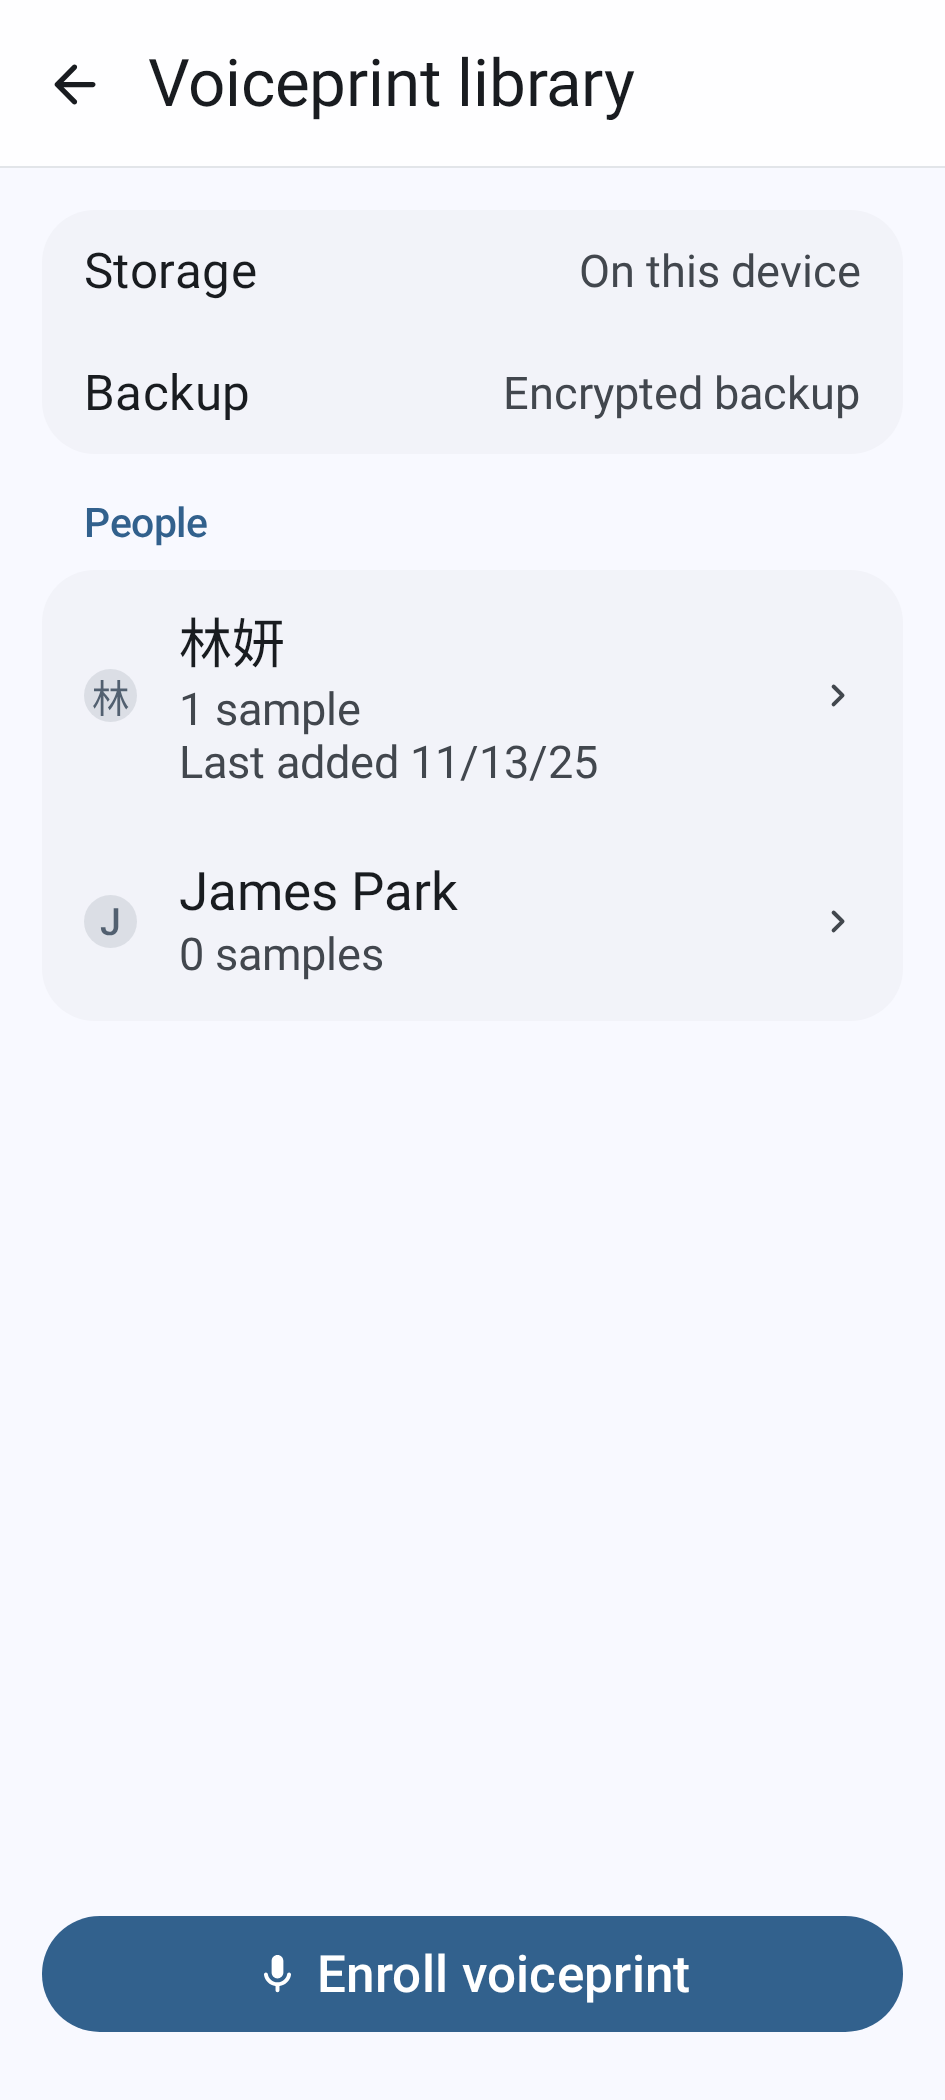 Voiceprint library
Storage
On this device
Backup
Encrypted backup
People
林
林妍
1 sample
Last added 11/13/25
J
James Park
0 samples
Enroll voiceprint